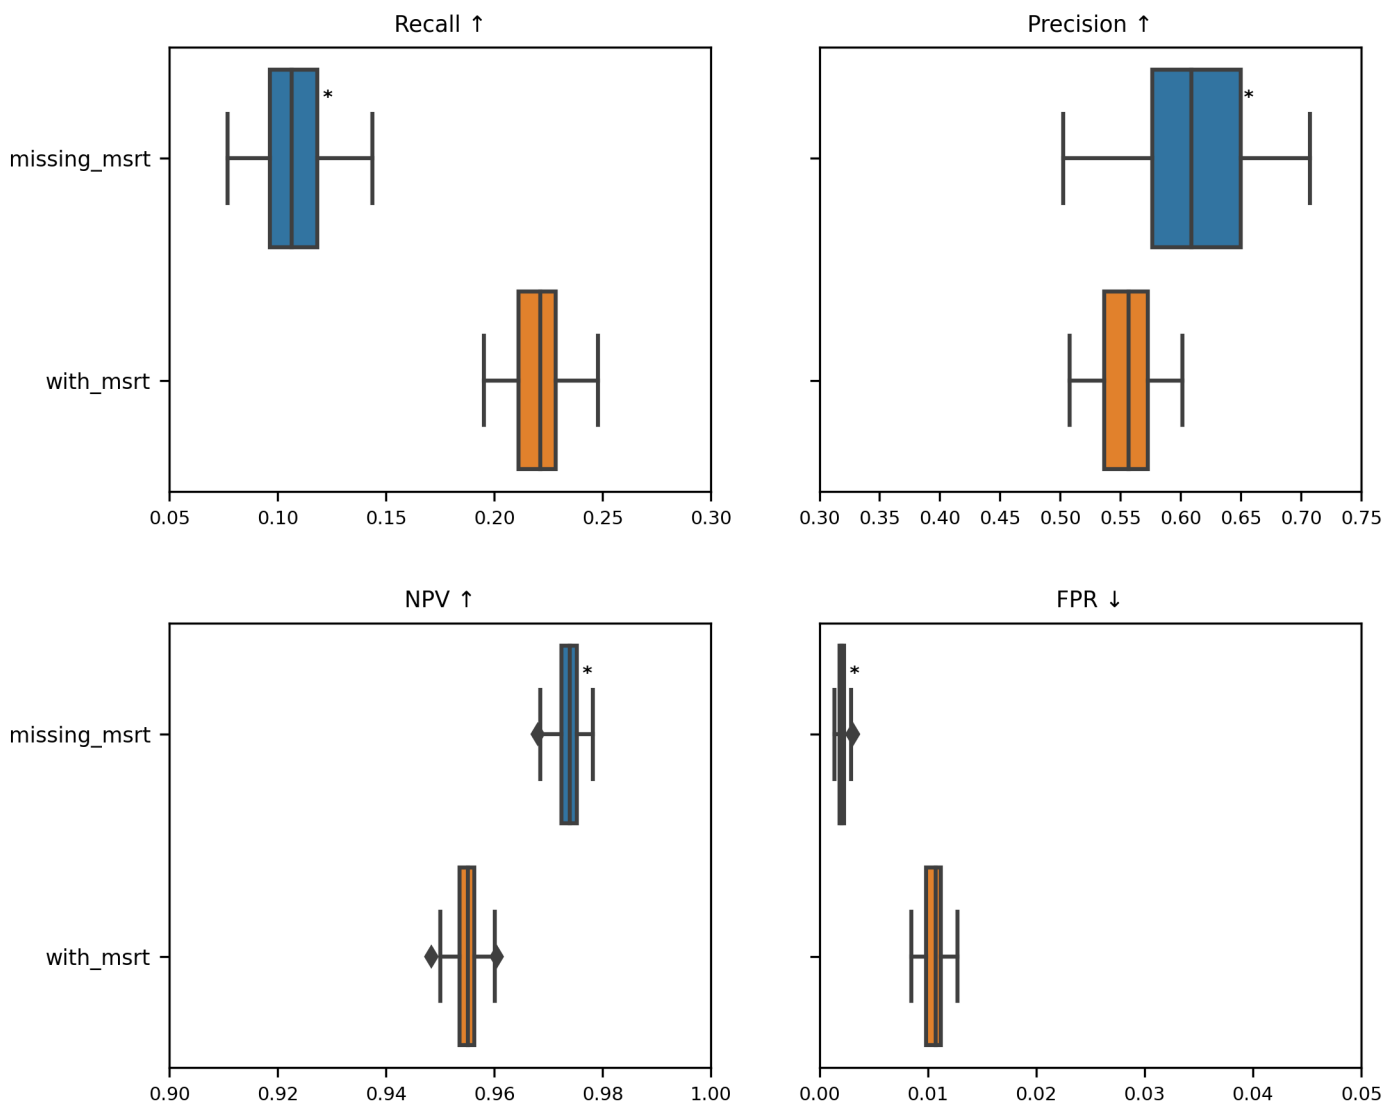 Recall ↑
missing_msrt
*
with_msrt
0.05 0.10 0.15 0.20 0.25 0.30
Precision ↑
*
0.30 0.35 0.40 0.45 0.50 0.55 0.60 0.65 0.70 0.75
NPV ↑
missing_msrt
*
with_msrt
0.90 0.92 0.94 0.96 0.98 1.00
FPR ↓
*
0.00 0.01 0.02 0.03 0.04 0.05